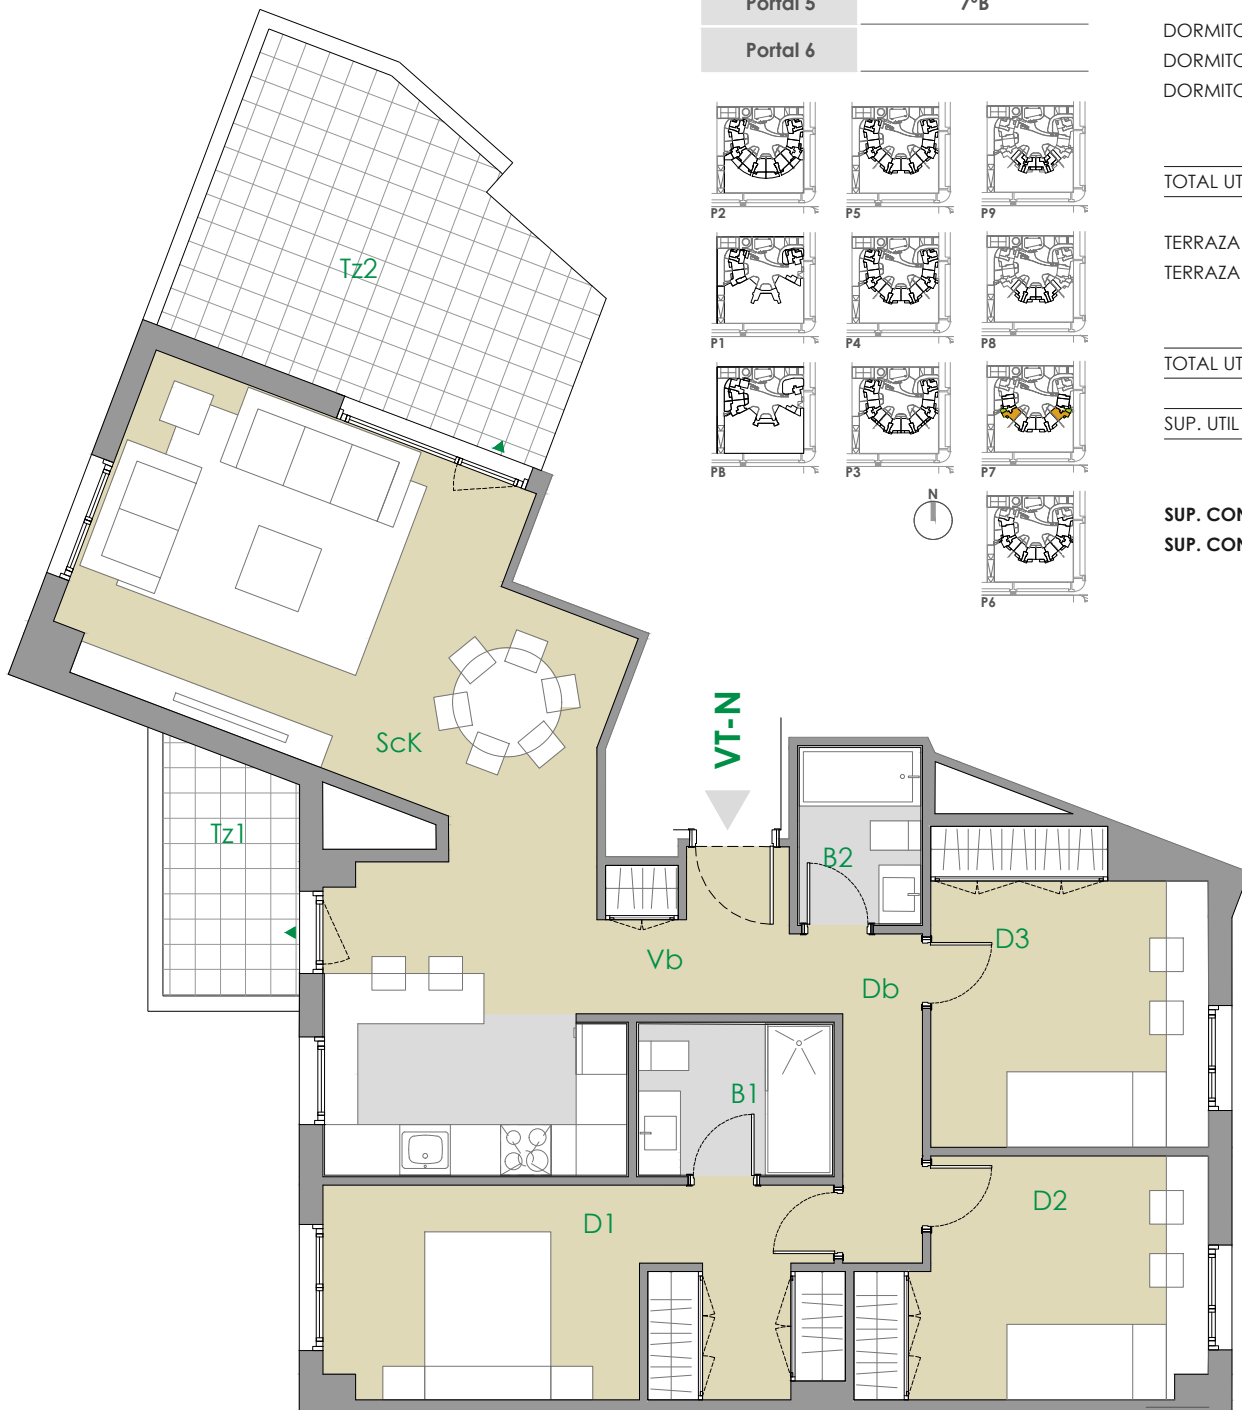 Portal 5 7ºB
Portal 6
DORMITO
DORMITO
DORMITO
TOTAL UT
TERRAZA
TERRAZA
TOTAL UT
SUP. UTIL
SUP. CON
SUP. CON
P2 P5 P9
P1 P4 P8
PB P3 P7
N
P6
Tz2
ScK
VT-N
Tz1
B2
D3
Vb
Db
B1
D1
D2